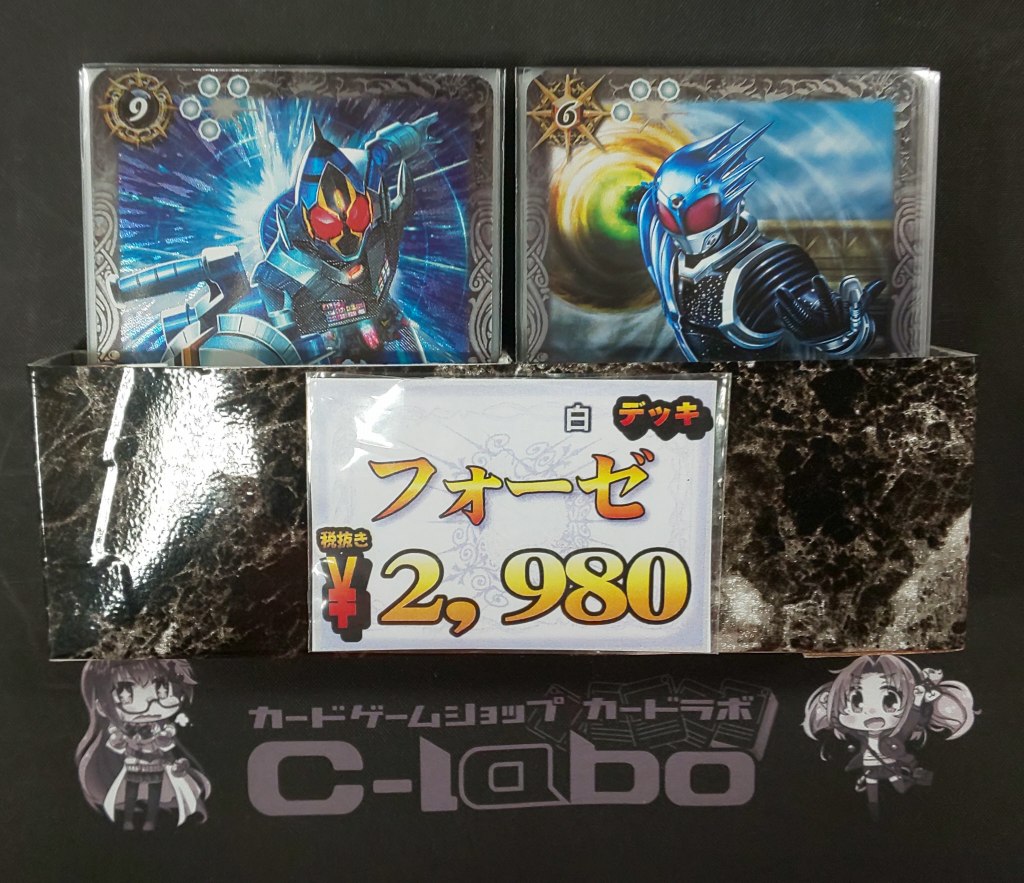 9
6
白 デッキ
フォーゼ
税抜き
¥2,980
カードゲームショップ カードラボ
C-labo